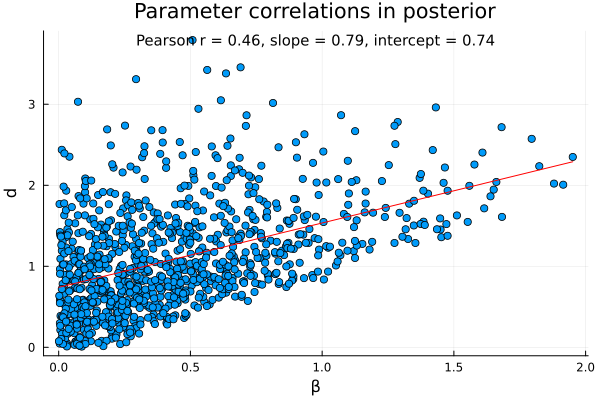 Parameter correlations in posterior
Pearson r = 0.46, slope = 0.79, intercept = 0.74
3
2
d
1
0
0.0 0.5 1.0 1.5 2.0
β